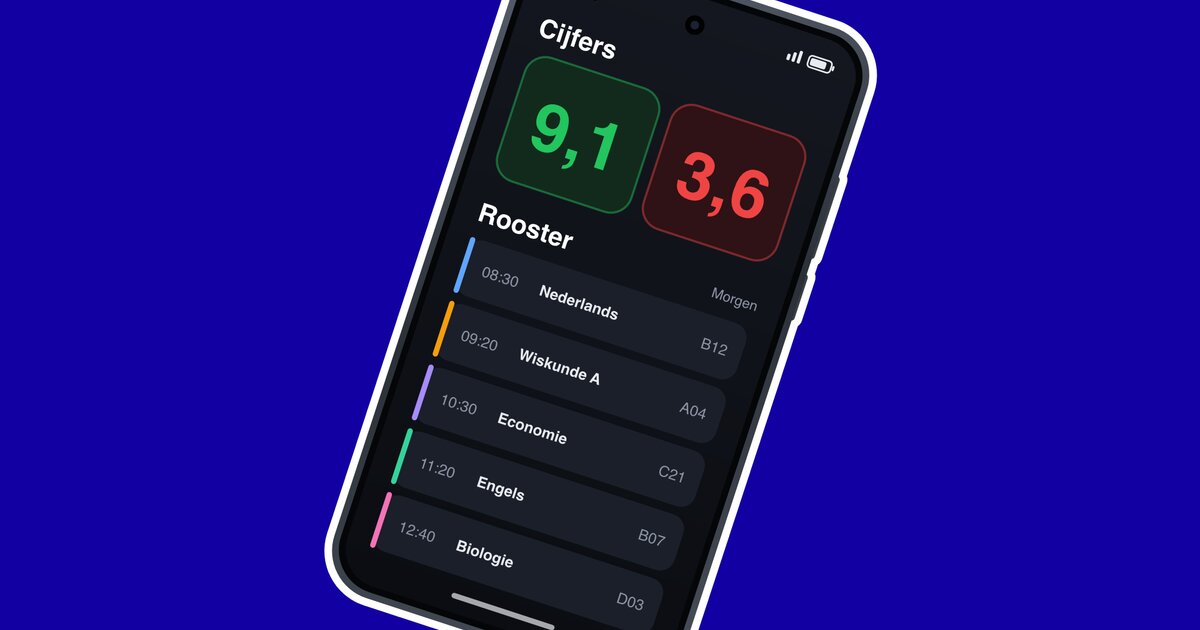 Cijfers
9,1
3,6
Rooster
Morgen
08:30 Nederlands B12
09:20 Wiskunde A A04
10:30 Economie C21
11:20 Engels B07
12:40 Biologie D03